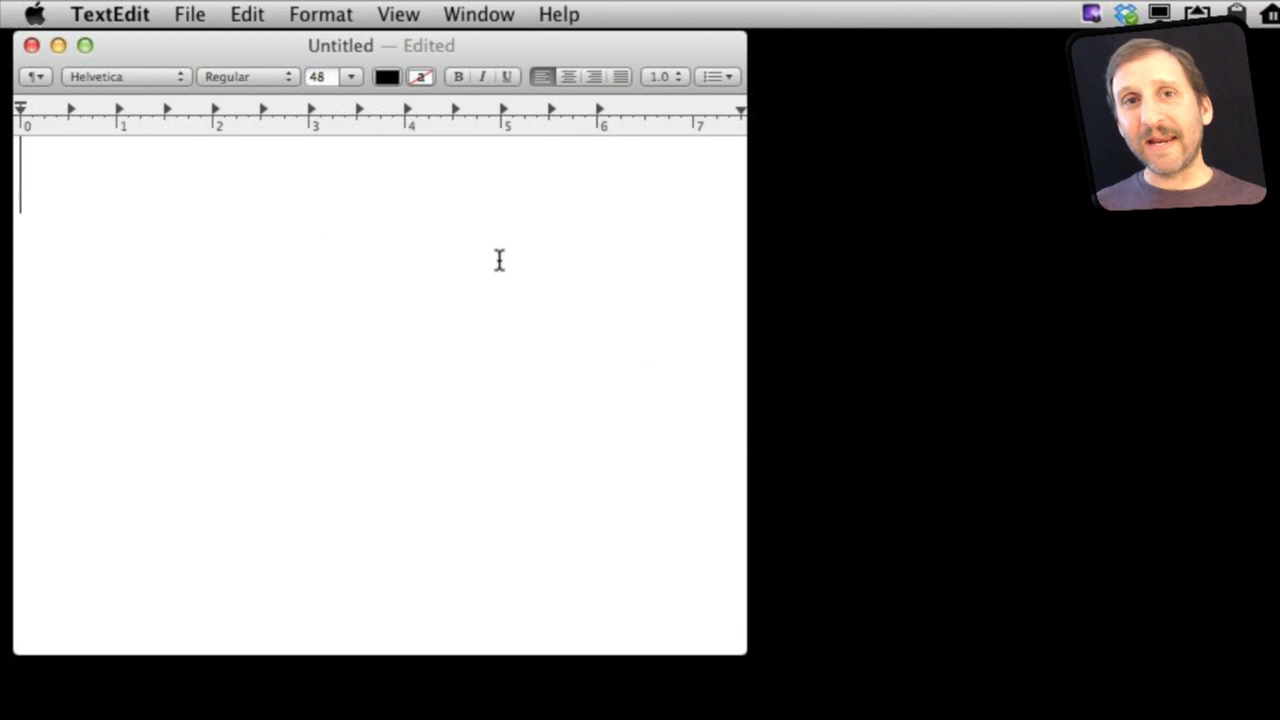 TextEdit File Edit Format View Window Help
Untitled — Edited
¶ Helvetica Regular 48 a B I U 1.0
0 1 2 3 4 5 6 7